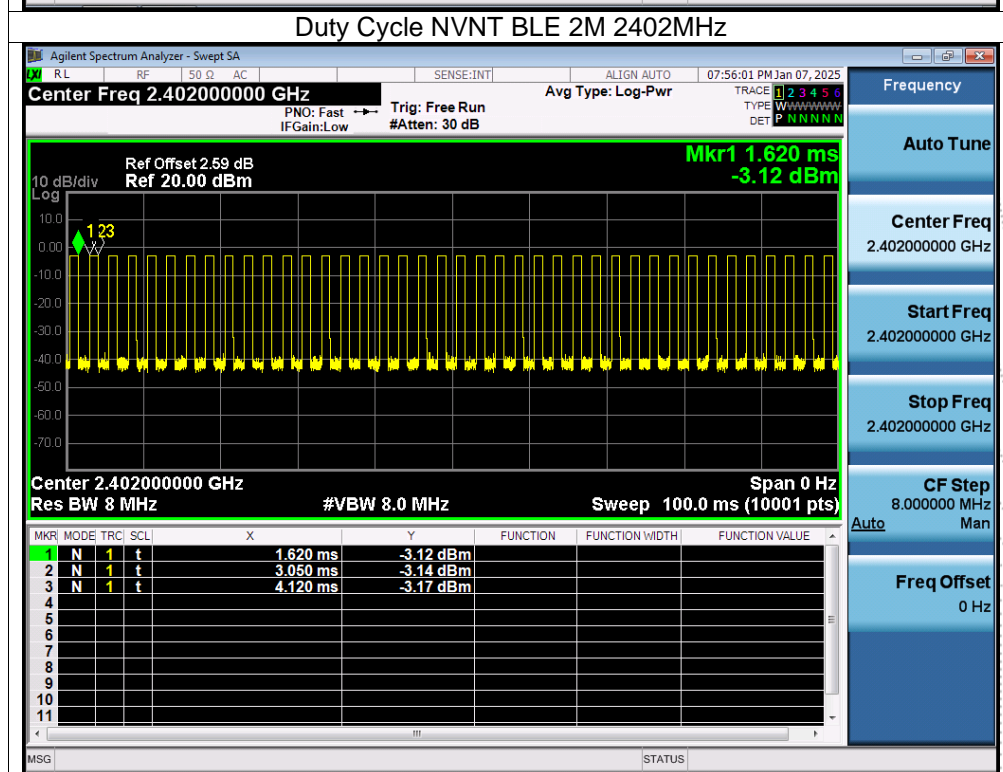 Duty Cycle NVNT BLE 2M 2402MHz
Agilent Spectrum Analyzer - Swept SA
LXI RL RF 50 Ω AC SENSE:INT ALIGN AUTO 07:56:01 PM Jan 07, 2025
Center Freq 2.402000000 GHz
PNO: Fast
IFGain:Low
Trig: Free Run
#Atten: 30 dB
Avg Type: Log-Pwr
TRACE 1 2 3 4 5 6
TYPE WWWWWW
DET P N N N N N
Mkr1 1.620 ms
-3.12 dBm
Ref Offset 2.59 dB
10 dB/div Ref 20.00 dBm
Log
10.0
0.00
-10.0
-20.0
-30.0
-40.0
-50.0
-60.0
-70.0
1 2 3
Center 2.402000000 GHz Span 0 Hz
Res BW 8 MHz #VBW 8.0 MHz Sweep 100.0 ms (10001 pts)
MKR MODE TRC SCL X Y FUNCTION FUNCTION WIDTH FUNCTION VALUE
1 N 1 t 1.620 ms -3.12 dBm
2 N 1 t 3.050 ms -3.14 dBm
3 N 1 t 4.120 ms -3.17 dBm
4
5
6
7
8
9
10
11
MSG STATUS
Frequency
Auto Tune
Center Freq
2.402000000 GHz
Start Freq
2.402000000 GHz
Stop Freq
2.402000000 GHz
CF Step
8.000000 MHz
Auto Man
Freq Offset
0 Hz